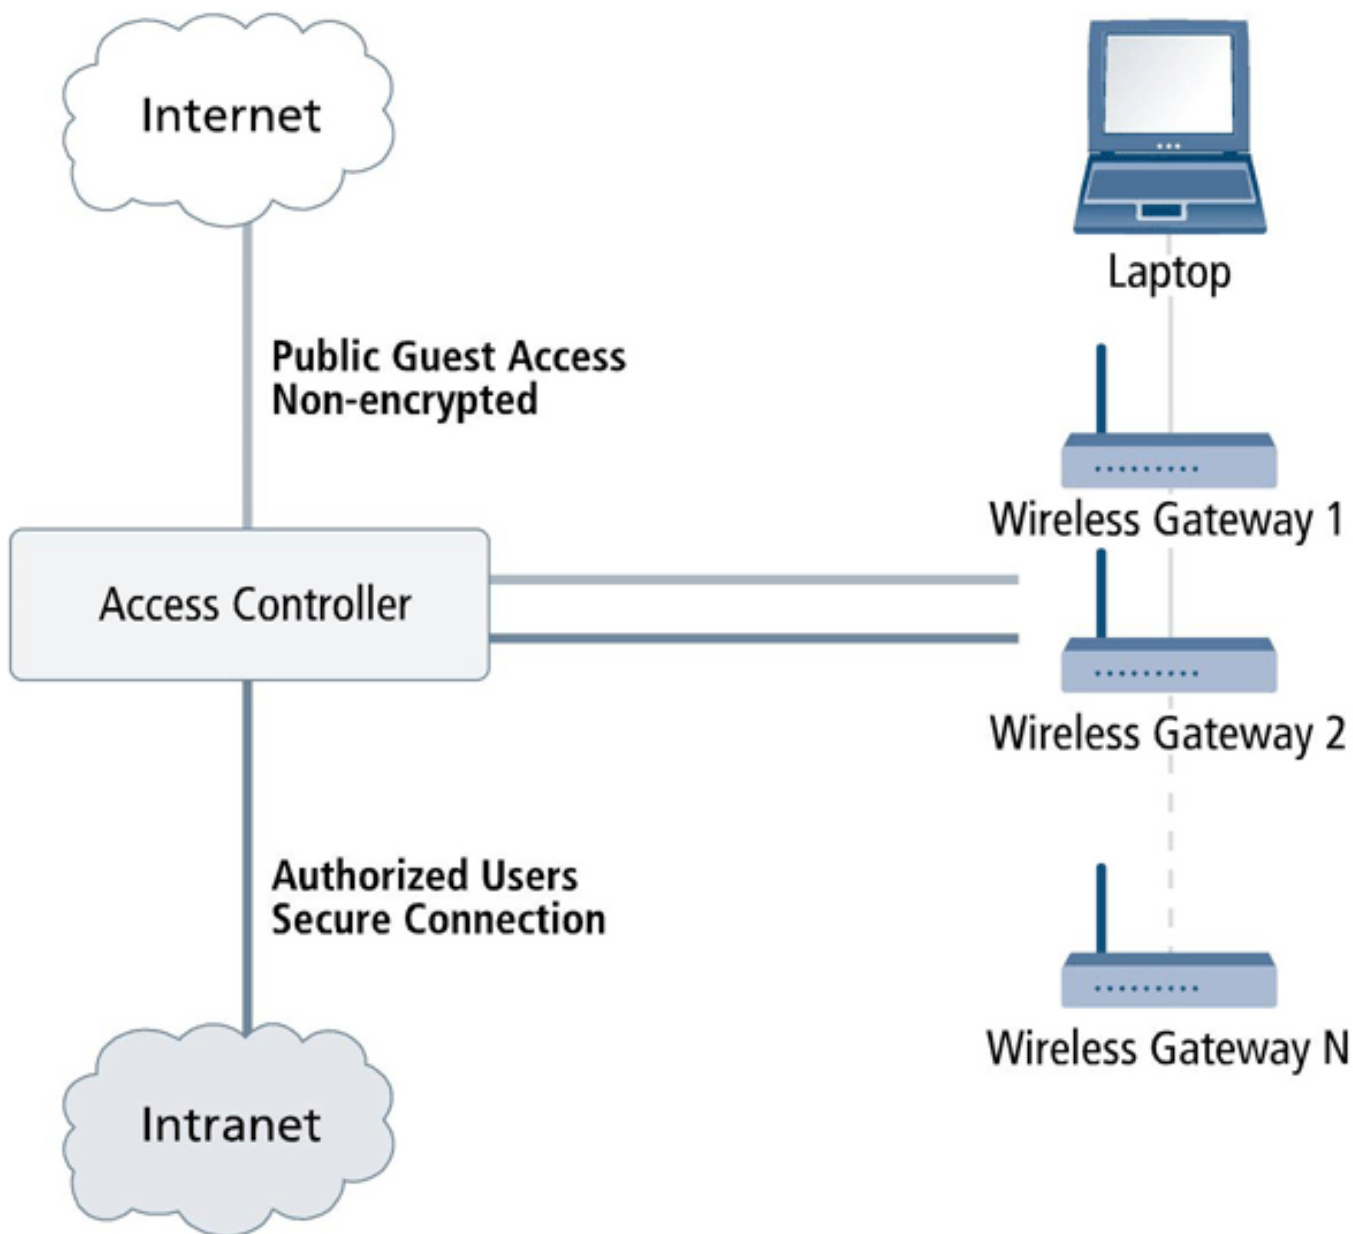 Internet
Laptop
Public Guest Access
Non-encrypted
Wireless Gateway 1
Access Controller
Wireless Gateway 2
Authorized Users
Secure Connection
Wireless Gateway N
Intranet